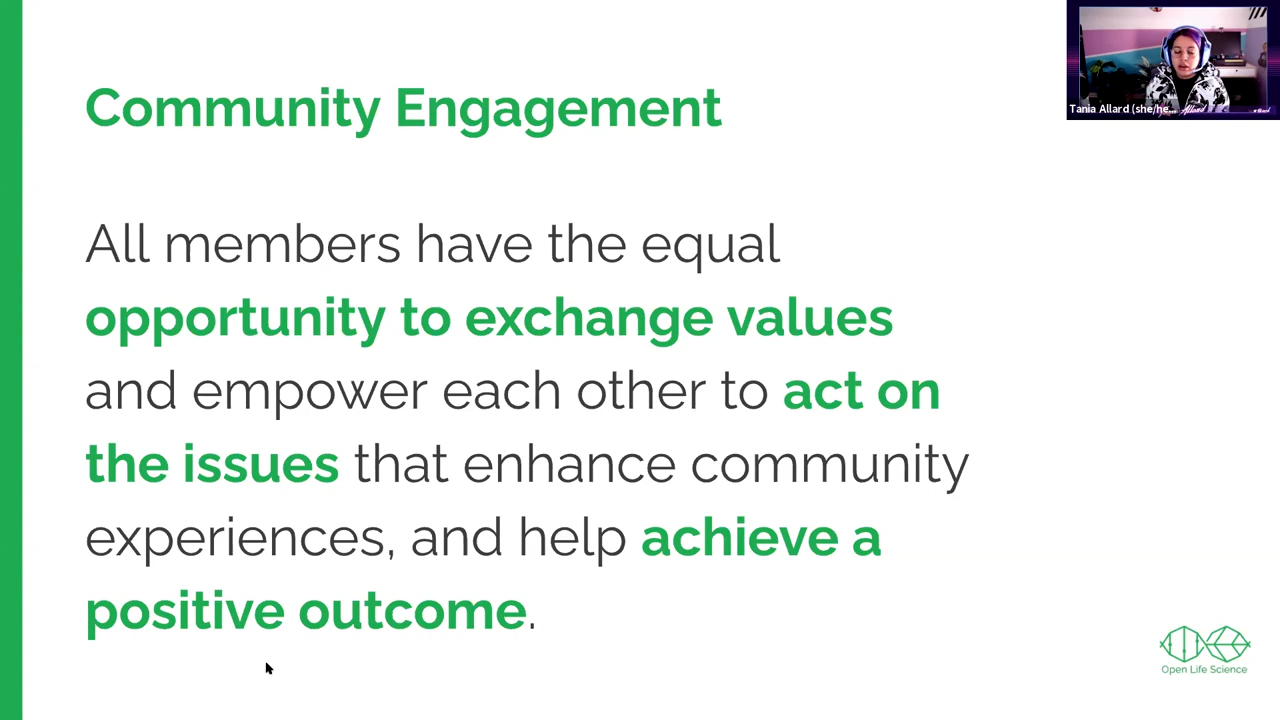 Community Engagement
All members have the equal
opportunity to exchange values
and empower each other to act on
the issues that enhance community
experiences, and help achieve a
positive outcome.
Tania Allard (she/he...
Open Life Science